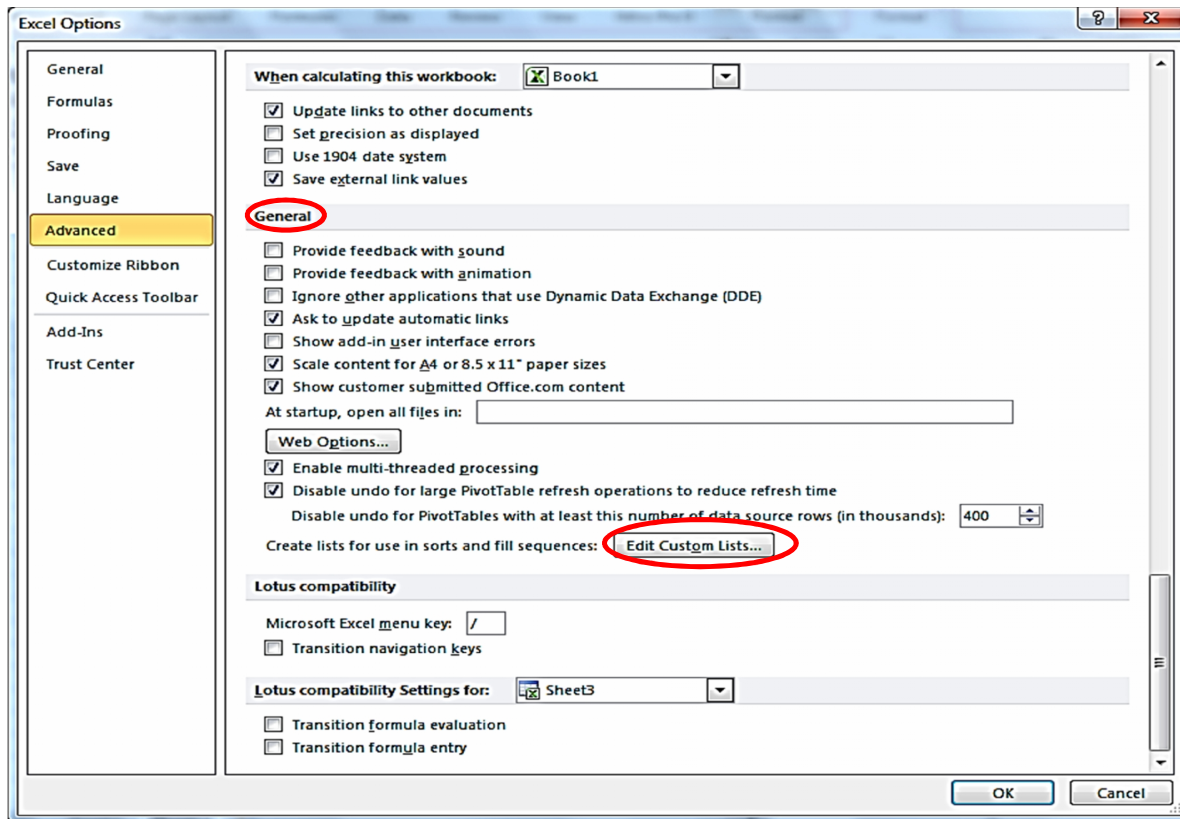 Excel Options
General
Formulas
Proofing
Save
Language
Advanced
Customize Ribbon
Quick Access Toolbar
Add-Ins
Trust Center
When calculating this workbook: Book1
Update links to other documents
Set precision as displayed
Use 1904 date system
Save external link values
General
Provide feedback with sound
Provide feedback with animation
Ignore other applications that use Dynamic Data Exchange (DDE)
Ask to update automatic links
Show add-in user interface errors
Scale content for A4 or 8.5 x 11" paper sizes
Show customer submitted Office.com content
At startup, open all files in:
Web Options...
Enable multi-threaded processing
Disable undo for large PivotTable refresh operations to reduce refresh time
Disable undo for PivotTables with at least this number of data source rows (in thousands): 400
Create lists for use in sorts and fill sequences: Edit Custom Lists...
Lotus compatibility
Microsoft Excel menu key: /
Transition navigation keys
Lotus compatibility Settings for: Sheet3
Transition formula evaluation
Transition formula entry
OK Cancel